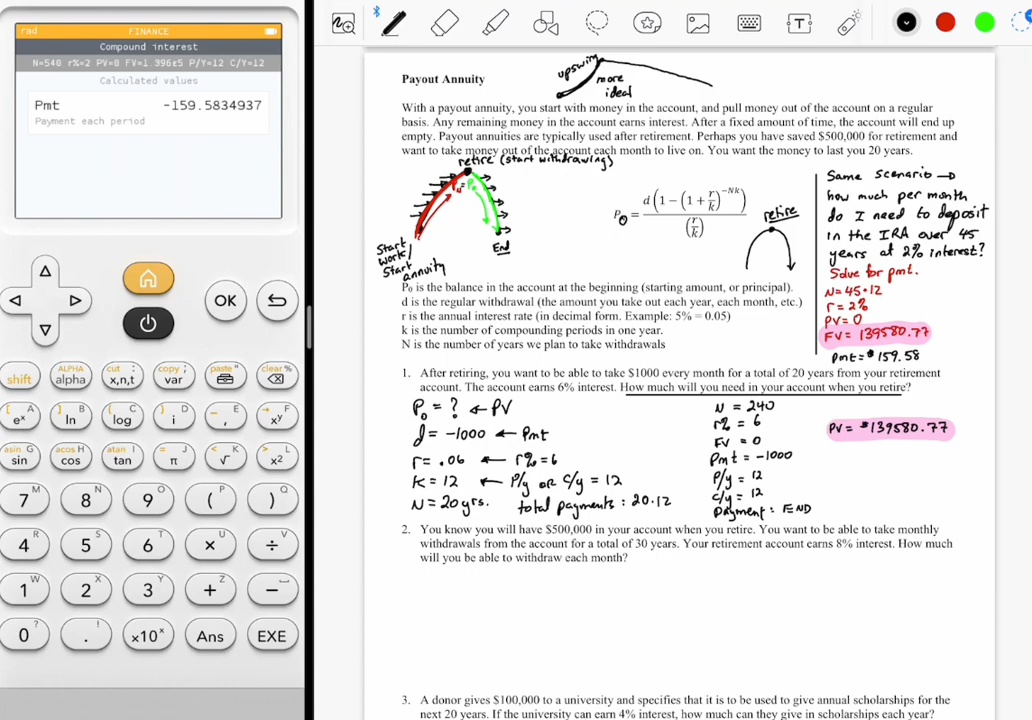 rad FINANCE
Compound interest
N=540 r%=2 PV=0 FV=1.396ᴇ5 P/Y=12 C/Y=12
Calculated values
Pmt -159.5834937
Payment each period
OK
shift
ALPHA alpha
cut x,n,t
copy var
paste
clear %
[ A e^x
] B ln
{ C log
} D i
_ E ,
→ F x^y
asin G sin
acos H cos
atan I tan
= J π
< K √
> L x²
7 M
8 N
9 O
( P
) Q
4 R
5 S
6 T
× U
÷ V
1 W
2 X
3 Y
+ Z
−
0 ?
. !
×10^x
Ans
EXE
T
upswing
more
ideal
Payout Annuity
With a payout annuity, you start with money in the account, and pull money out of the account on a regular
basis. Any remaining money in the account earns interest. After a fixed amount of time, the account will end up
empty. Payout annuities are typically used after retirement. Perhaps you have saved $500,000 for retirement and
want to take money out of the account each month to live on. You want the money to last you 20 years.
retire (start withdrawing)
Start
work/
Start
annuity
End
P₀ = d(1 − (1 + r/k)^−Nk) / (r/k)
retire
Same scenario →
how much per month
do I need to deposit
in the IRA over 45
years at 2% interest?
Solve for pmt.
N = 45·12
r = 2%
PV = 0
FV = 139580.77
pmt = $159.58
P₀ is the balance in the account at the beginning (starting amount, or principal).
d is the regular withdrawal (the amount you take out each year, each month, etc.)
r is the annual interest rate (in decimal form. Example: 5% = 0.05)
k is the number of compounding periods in one year.
N is the number of years we plan to take withdrawals
1. After retiring, you want to be able to take $1000 every month for a total of 20 years from your retirement
account. The account earns 6% interest. How much will you need in your account when you retire?
P₀ = ? ← PV
d = -1000 ← Pmt
r = .06 ← r% = 6
K = 12 ← P/y OR C/y = 12
N = 20 yrs. total payments : 20·12
N = 240
r% = 6
FV = 0
Pmt = -1000
P/y = 12
C/y = 12
Payment : END
PV = $139580.77
2. You know you will have $500,000 in your account when you retire. You want to be able to take monthly
withdrawals from the account for a total of 30 years. Your retirement account earns 8% interest. How much
will you be able to withdraw each month?
3. A donor gives $100,000 to a university and specifies that it is to be used to give annual scholarships for the
next 20 years. If the university can earn 4% interest, how much can they give in scholarships each year?